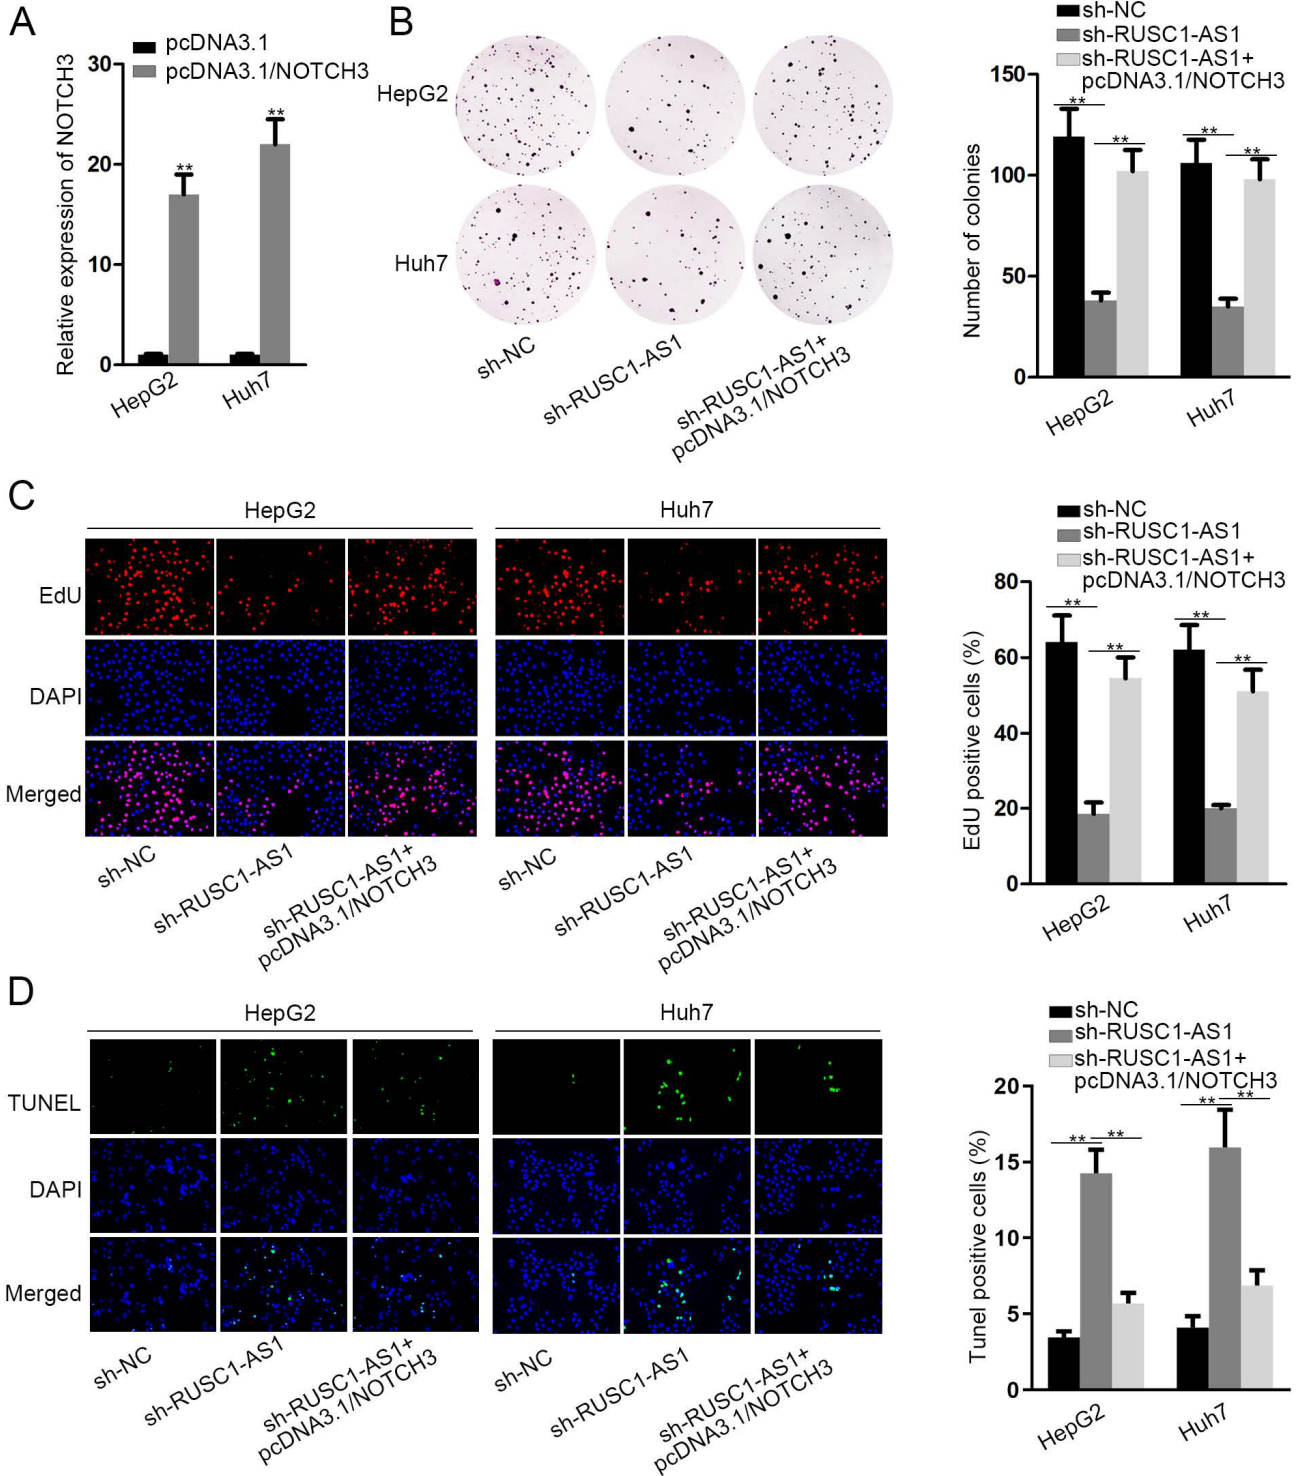 A
pcDNA3.1
pcDNA3.1/NOTCH3
Relative expression of NOTCH3
30
20
10
0
**
**
HepG2
Huh7
B
HepG2
Huh7
sh-NC
sh-RUSC1-AS1
sh-RUSC1-AS1+
pcDNA3.1/NOTCH3
sh-NC
sh-RUSC1-AS1
sh-RUSC1-AS1+
pcDNA3.1/NOTCH3
Number of colonies
150
100
50
0
**
**
**
**
HepG2
Huh7
C
HepG2
Huh7
EdU
DAPI
Merged
sh-NC
sh-RUSC1-AS1
sh-RUSC1-AS1+
pcDNA3.1/NOTCH3
sh-NC
sh-RUSC1-AS1
sh-RUSC1-AS1+
pcDNA3.1/NOTCH3
sh-NC
sh-RUSC1-AS1
sh-RUSC1-AS1+
pcDNA3.1/NOTCH3
EdU positive cells (%)
80
60
40
20
0
**
**
**
**
HepG2
Huh7
D
HepG2
Huh7
TUNEL
DAPI
Merged
sh-NC
sh-RUSC1-AS1
sh-RUSC1-AS1+
pcDNA3.1/NOTCH3
sh-NC
sh-RUSC1-AS1
sh-RUSC1-AS1+
pcDNA3.1/NOTCH3
sh-NC
sh-RUSC1-AS1
sh-RUSC1-AS1+
pcDNA3.1/NOTCH3
Tunel positive cells (%)
20
15
10
5
0
**
**
**
**
HepG2
Huh7